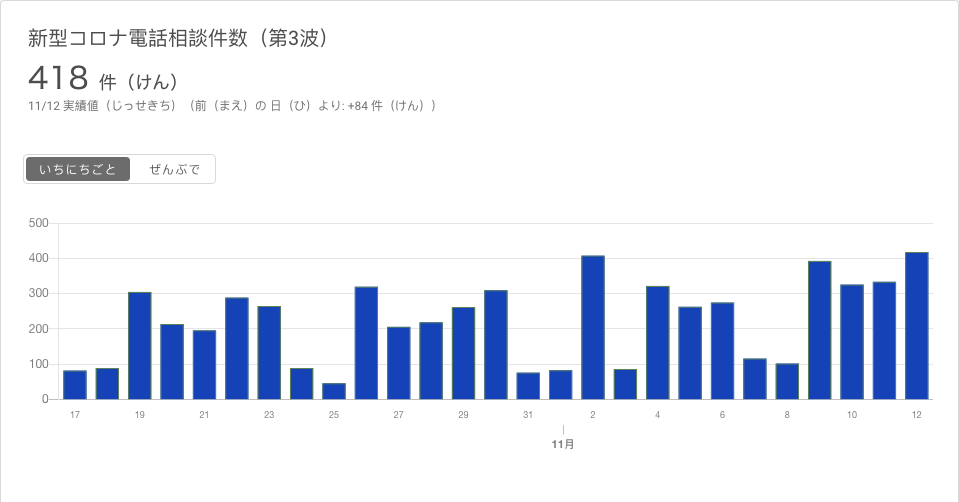 新型コロナ電話相談件数（第3波）
418 件（けん）
11/12 実績値（じっせきち）（前（まえ）の 日（ひ）より: +84 件（けん））
いちにちごと ぜんぶで
500
400
300
200
100
0
17 19 21 23 25 27 29 31 2 4 6 8 10 12
11月